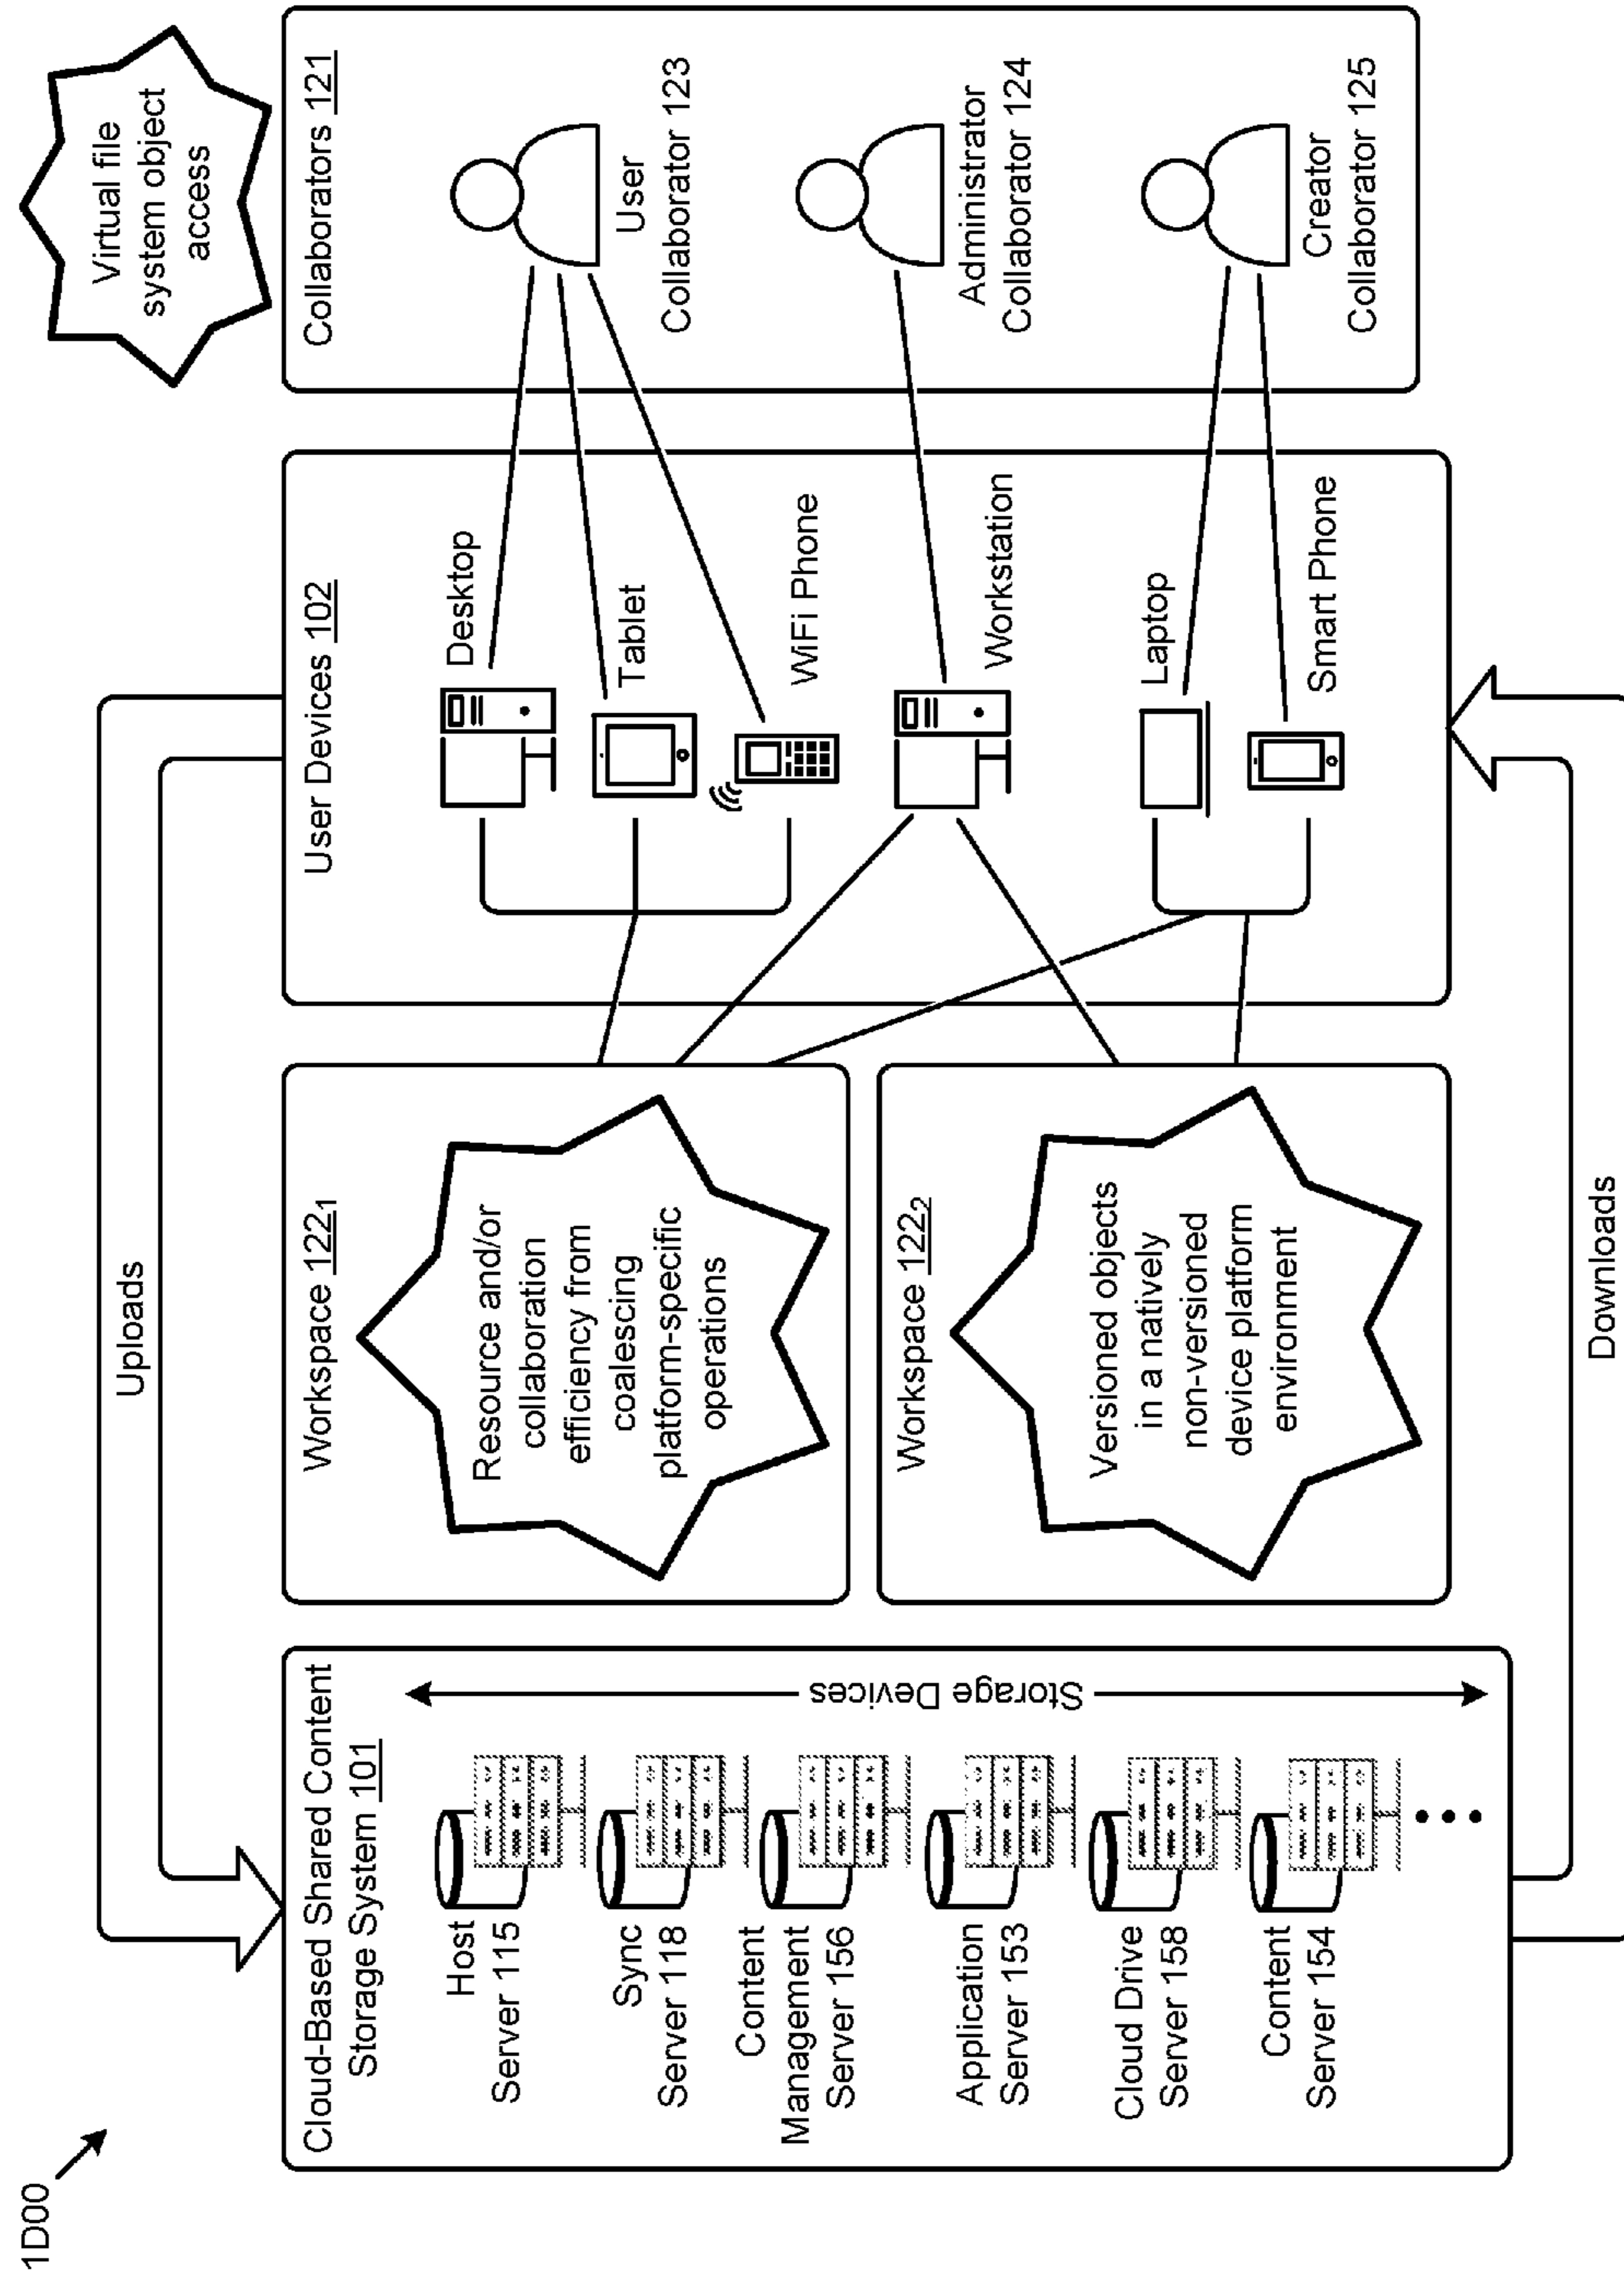 1D00
Uploads
Cloud-Based Shared Content
Storage System 101
Host
Server 115
Sync
Server 118
Content
Management
Server 156
Application
Server 153
Cloud Drive
Server 158
Content
Server 154
Storage Devices
Workspace 122₁
Resource and/or
collaboration
efficiency from
coalescing
platform-specific
operations
Workspace 122₂
Versioned objects
in a natively
non-versioned
device platform
environment
User Devices 102
Desktop
Tablet
WiFi Phone
Workstation
Laptop
Smart Phone
Virtual file
system object
access
Collaborators 121
User
Collaborator 123
Administrator
Collaborator 124
Creator
Collaborator 125
Downloads